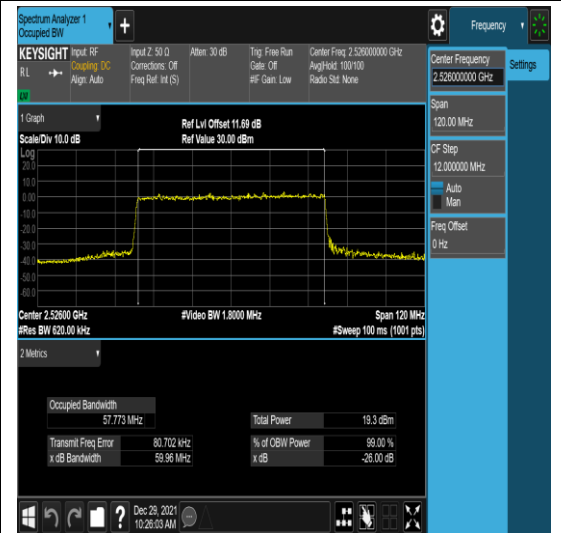 Spectrum Analyzer 1
Occupied BW
+
Frequency
KEYSIGHT Input: RF Input Z: 50 Ω Atten: 30 dB Trig: Free Run Center Freq: 2.526000000 GHz
RL Coupling: DC Corrections: Off Gate: Off Avg|Hold: 100/100
Align: Auto Freq Ref: Int (S) #IF Gain: Low Radio Std: None
Center Frequency
2.526000000 GHz
Settings
Span
120.00 MHz
CF Step
12.000000 MHz
Auto
Man
Freq Offset
0 Hz
1 Graph
Ref Lvl Offset 11.69 dB
Scale/Div 10.0 dB Ref Value 30.00 dBm
Log
20.0
10.0
0.00
-10.0
-20.0
-30.0
-40.0
-50.0
-60.0
Center 2.52600 GHz #Video BW 1.8000 MHz Span 120 MHz
#Res BW 620.00 kHz #Sweep 100 ms (1001 pts)
2 Metrics
Occupied Bandwidth
57.773 MHz Total Power 19.3 dBm
Transmit Freq Error 80.702 kHz % of OBW Power 99.00 %
x dB Bandwidth 59.96 MHz x dB -26.00 dB
?
Dec 29, 2021
10:26:03 AM